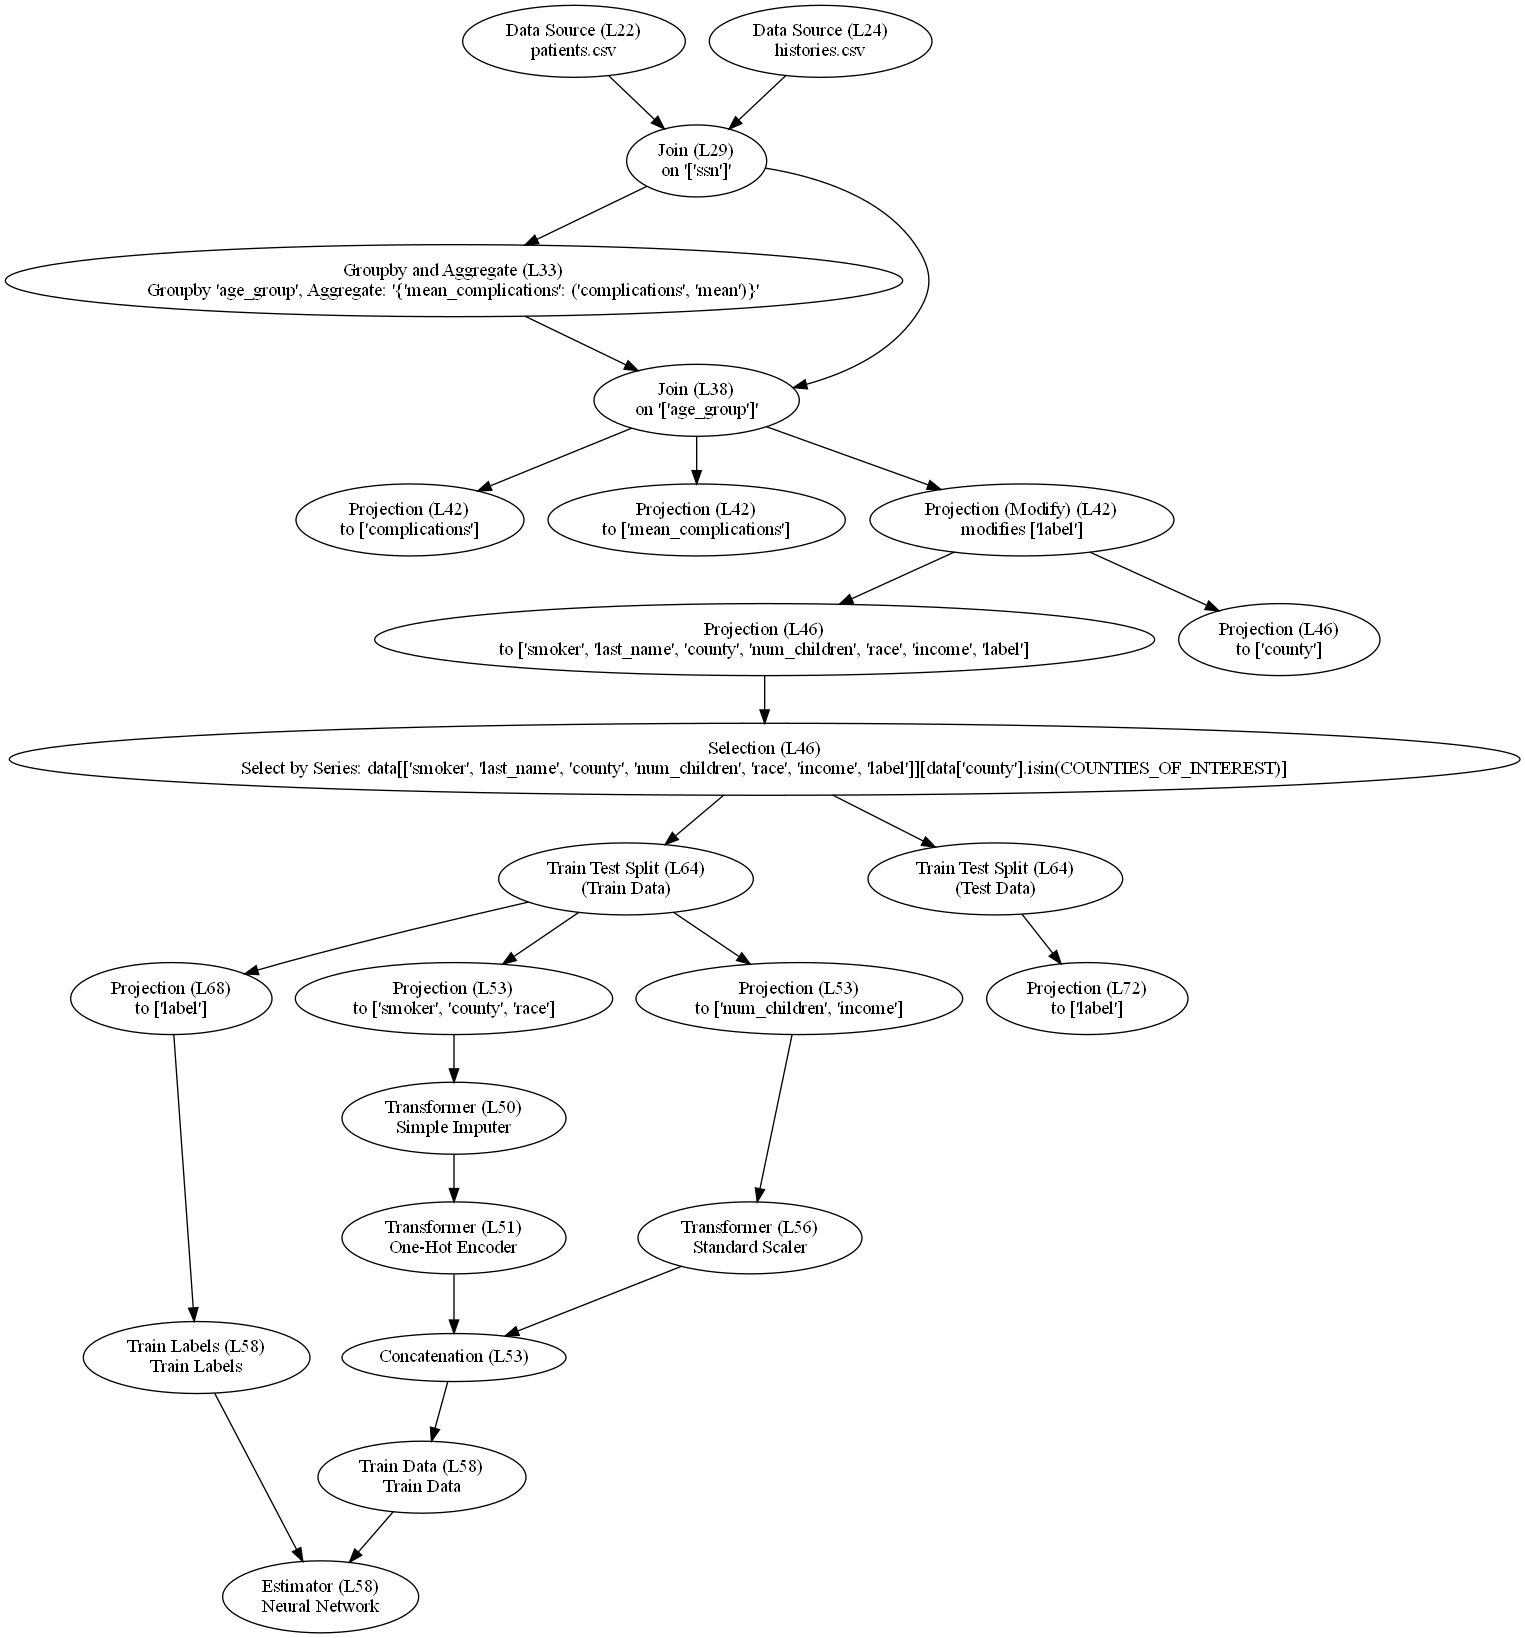 Data Source (L22)
patients.csv
Data Source (L24)
histories.csv
Join (L29)
on '['ssn']'
Groupby and Aggregate (L33)
Groupby 'age_group', Aggregate: '{'mean_complications': ('complications', 'mean')}'
Join (L38)
on '['age_group']'
Projection (L42)
to ['complications']
Projection (L42)
to ['mean_complications']
Projection (Modify) (L42)
modifies ['label']
Projection (L46)
to ['smoker', 'last_name', 'county', 'num_children', 'race', 'income', 'label']
Projection (L46)
to ['county']
Selection (L46)
Select by Series: data[['smoker', 'last_name', 'county', 'num_children', 'race', 'income', 'label']][data['county'].isin(COUNTIES_OF_INTEREST)]
Train Test Split (L64)
(Train Data)
Train Test Split (L64)
(Test Data)
Projection (L68)
to ['label']
Projection (L53)
to ['smoker', 'county', 'race']
Projection (L53)
to ['num_children', 'income']
Projection (L72)
to ['label']
Transformer (L50)
Simple Imputer
Transformer (L51)
One-Hot Encoder
Transformer (L56)
Standard Scaler
Train Labels (L58)
Train Labels
Concatenation (L53)
Train Data (L58)
Train Data
Estimator (L58)
Neural Network